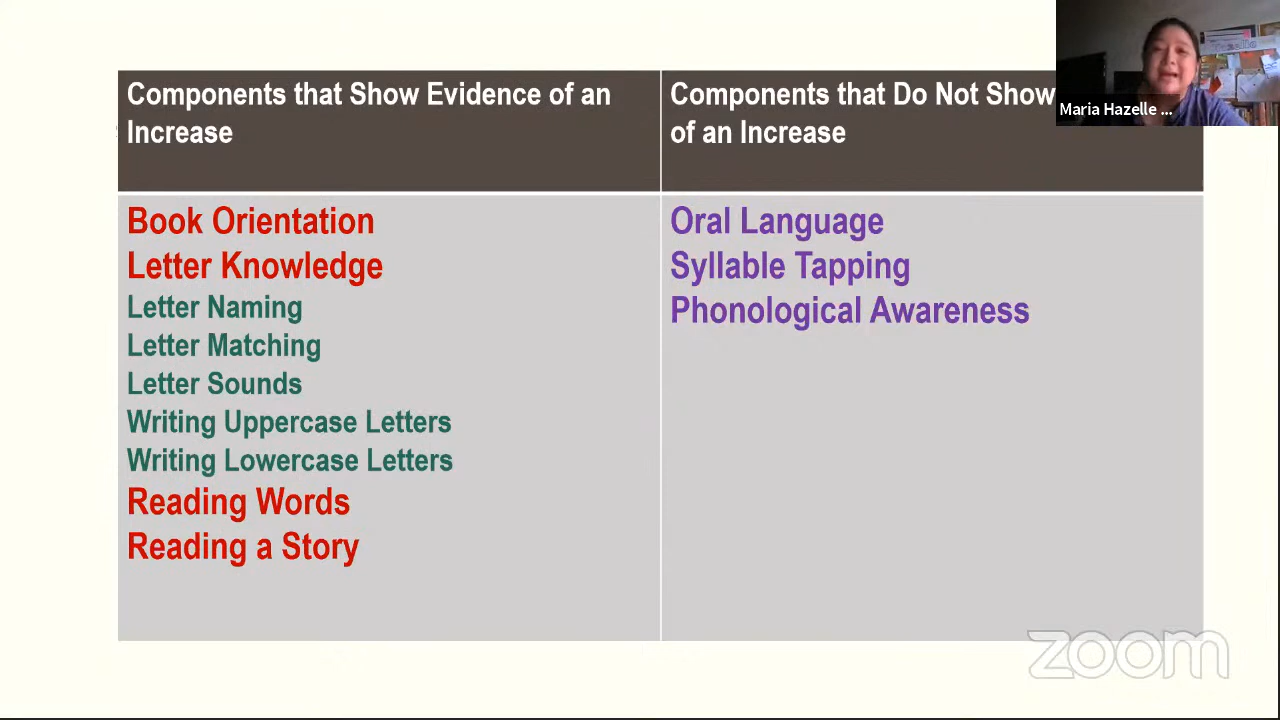 Components that Show Evidence of an
Increase
Components that Do Not Show
of an Increase
Book Orientation
Letter Knowledge
Letter Naming
Letter Matching
Letter Sounds
Writing Uppercase Letters
Writing Lowercase Letters
Reading Words
Reading a Story
Oral Language
Syllable Tapping
Phonological Awareness
Maria Hazelle ...
zoom